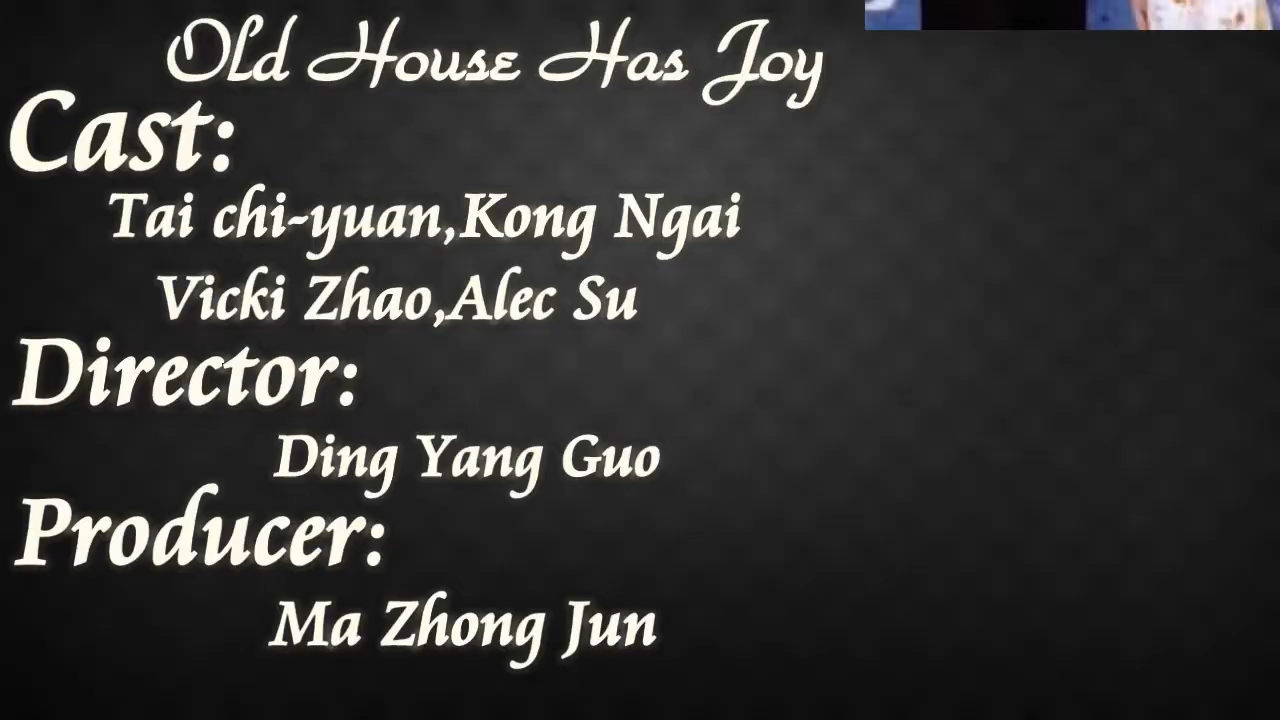 Old House Has Joy
Cast:
Tai chi-yuan,Kong Ngai
Vicki Zhao,Alec Su
Director:
Ding Yang Guo
Producer:
Ma Zhong Jun